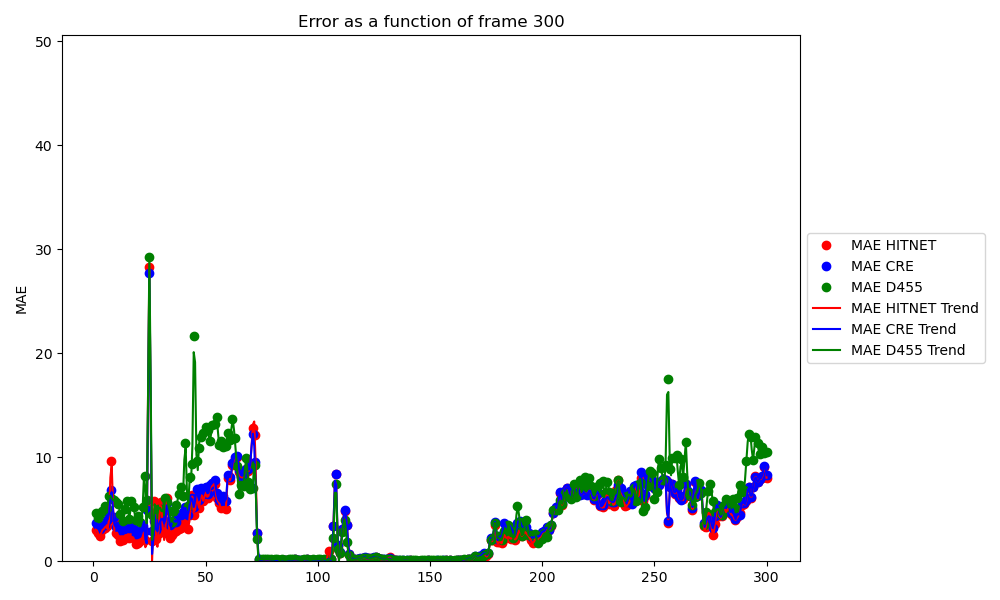 Error as a function of frame 300
50
40
30
20
10
0
MAE
0 50 100 150 200 250 300
MAE HITNET
MAE CRE
MAE D455
MAE HITNET Trend
MAE CRE Trend
MAE D455 Trend